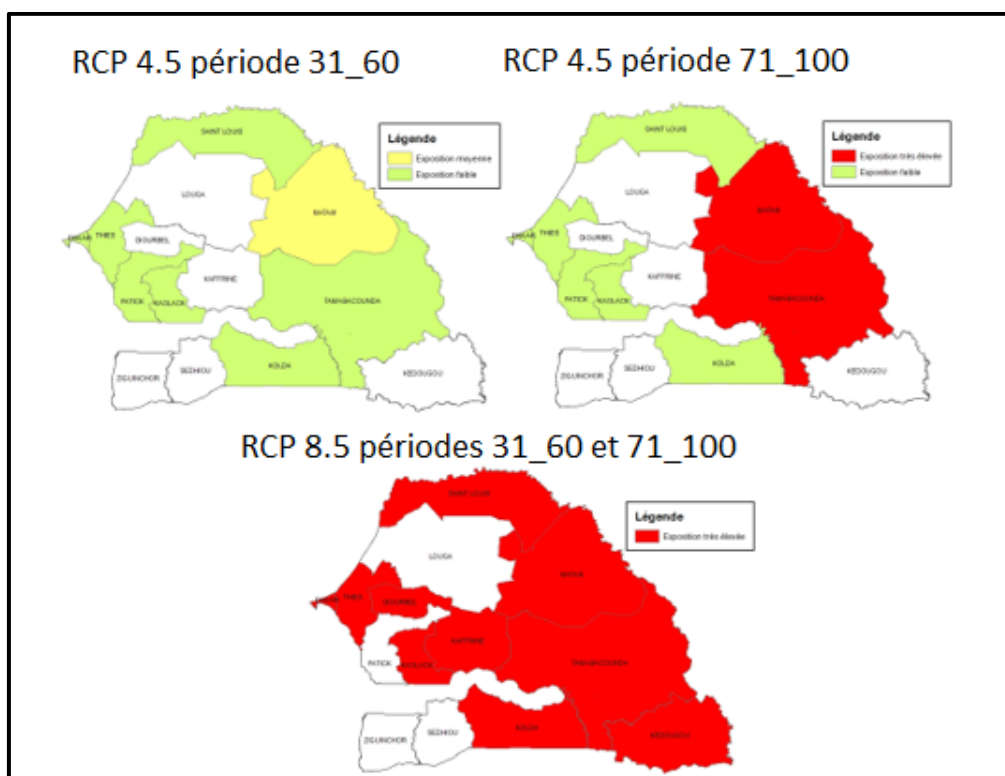 RCP 4.5 période 31_60
SAINT LOUIS
Légende
Exposition moyenne
Exposition faible
LOUGA
MATAM
DAKAR
THIES
DIOURBEL
KAFFRINE
FATICK
KAOLACK
TAMBACOUNDA
KOLDA
SEDHIOU
ZIGUINCHOR
KEDOUGOU
RCP 4.5 période 71_100
SAINT LOUIS
Légende
Exposition très élevée
Exposition faible
LOUGA
MATAM
DAKAR
THIES
DIOURBEL
KAFFRINE
FATICK
KAOLACK
TAMBACOUNDA
KOLDA
SEDHIOU
ZIGUINCHOR
KEDOUGOU
RCP 8.5 périodes 31_60 et 71_100
SAINT LOUIS
Légende
Exposition très élevée
LOUGA
MATAM
DAKAR
THIES
DIOURBEL
KAFFRINE
FATICK
KAOLACK
TAMBACOUNDA
KOLDA
SEDHIOU
ZIGUINCHOR
KEDOUGOU